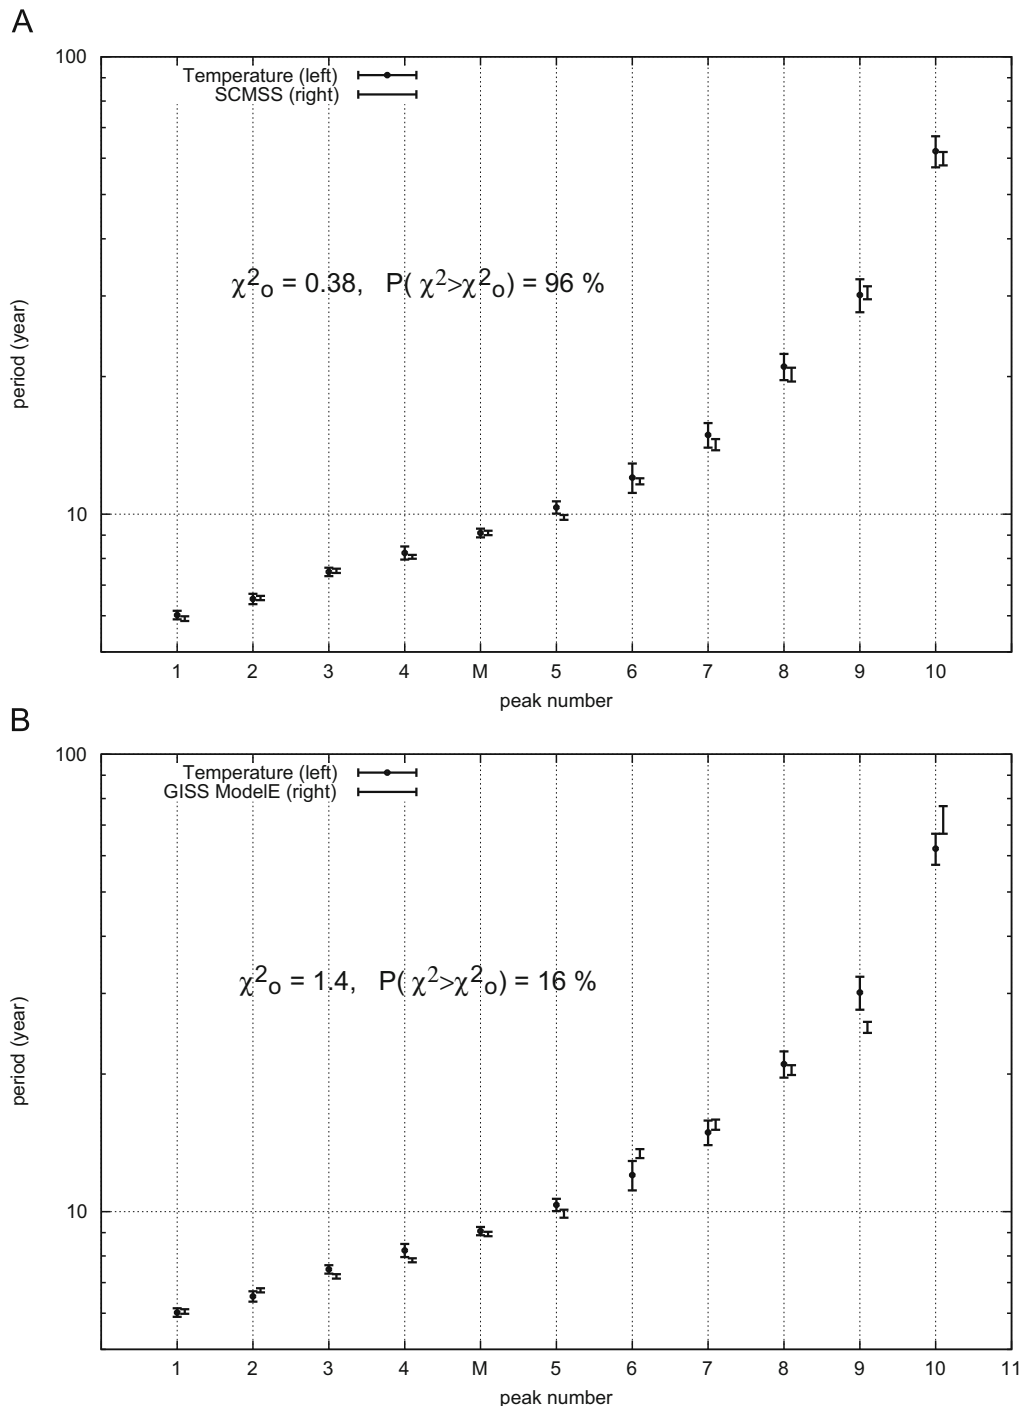 A
100
Temperature (left)
SCMSS (right)
χ²o = 0.38, P( χ²>χ²o) = 96 %
period (year)
10
1 2 3 4 M 5 6 7 8 9 10
peak number
B
100
Temperature (left)
GISS ModelE (right)
χ²o = 1.4, P( χ²>χ²o) = 16 %
period (year)
10
1 2 3 4 M 5 6 7 8 9 10 11
peak number